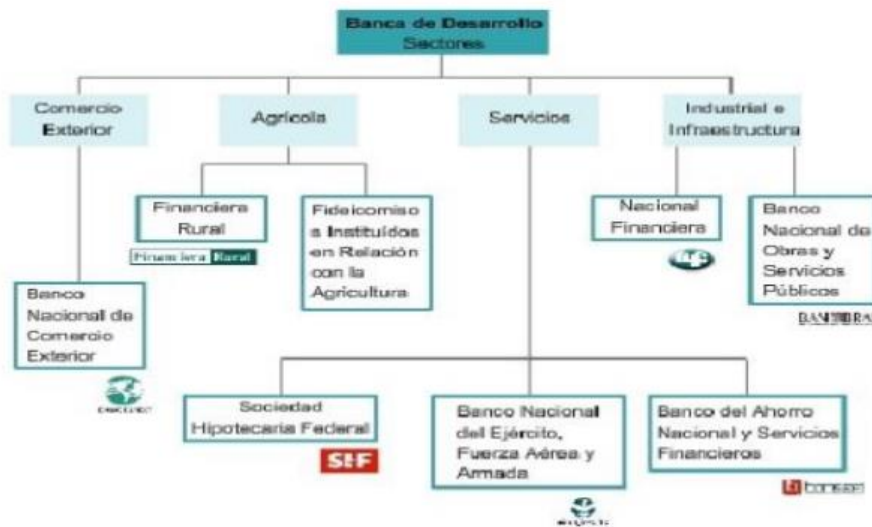 Banca de Desarrollo
Sectores
Comercio
Exterior
Agrícola
Servicios
Industrial e
Infraestructura
Financiera
Rural
Financiera Rural
Fideicomiso
s Instituídos
en Relación
con la
Agricultura
Nacional
Financiera
Banco
Nacional de
Obras y
Servicios
Públicos
BANOBRAS
Banco
Nacional de
Comercio
Exterior
Sociedad
Hipotecaria Federal
SHF
Banco Nacional
del Ejército,
Fuerza Aérea y
Armada
Banco del Ahorro
Nacional y Servicios
Financieros